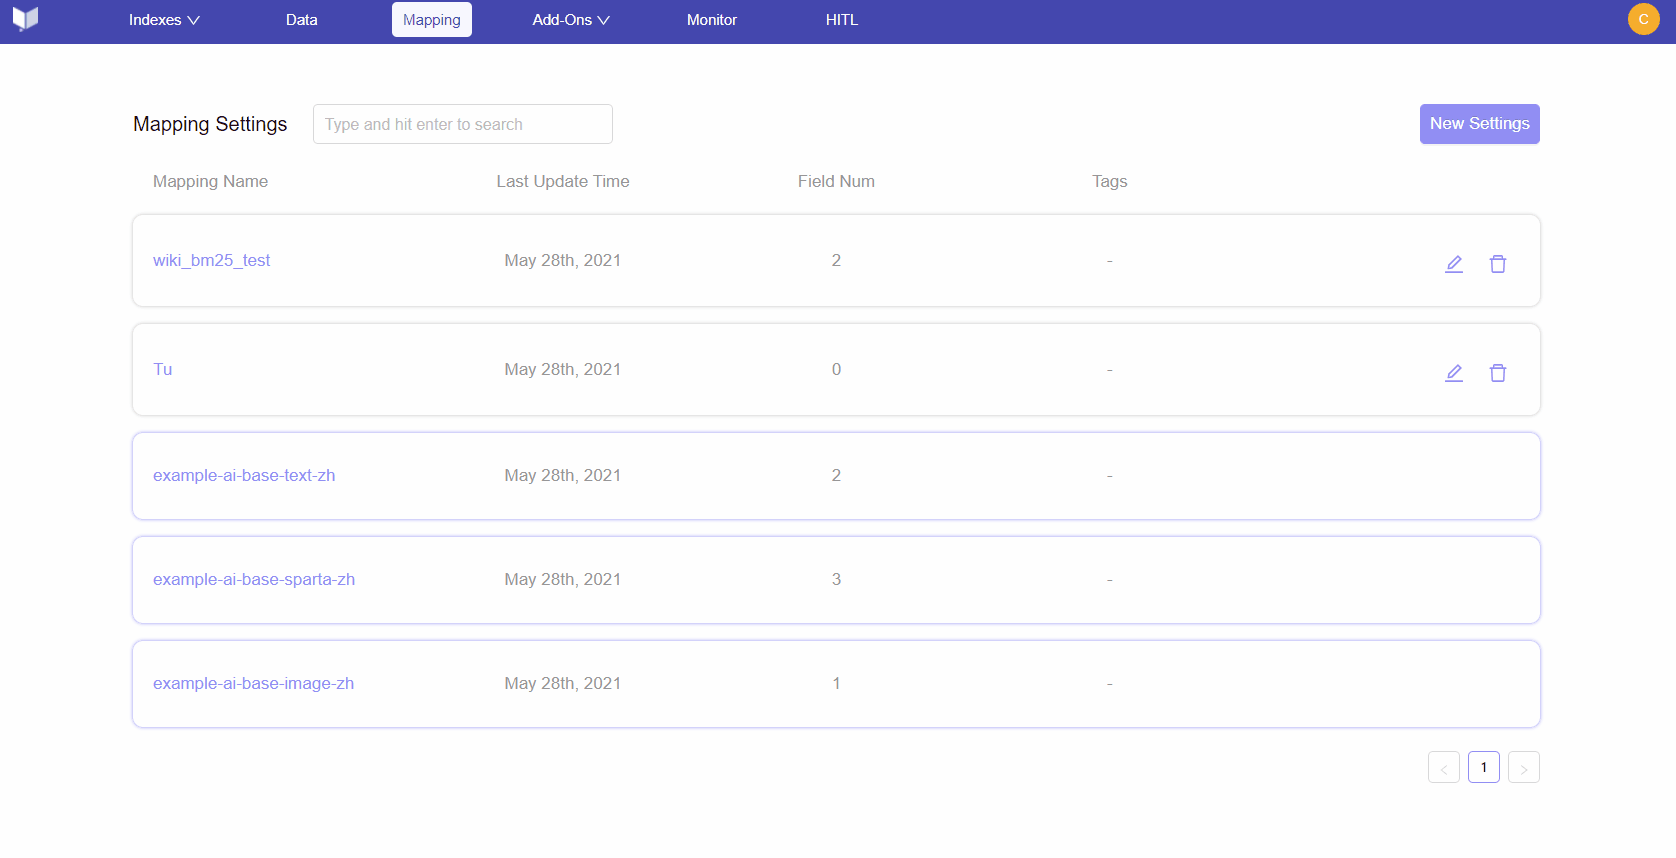 Indexes Data Mapping Add-Ons Monitor HITL C
Mapping Settings Type and hit enter to search New Settings
Mapping Name Last Update Time Field Num Tags
wiki_bm25_test May 28th, 2021 2 -
Tu May 28th, 2021 0 -
example-ai-base-text-zh May 28th, 2021 2 -
example-ai-base-sparta-zh May 28th, 2021 3 -
example-ai-base-image-zh May 28th, 2021 1 -
< 1 >